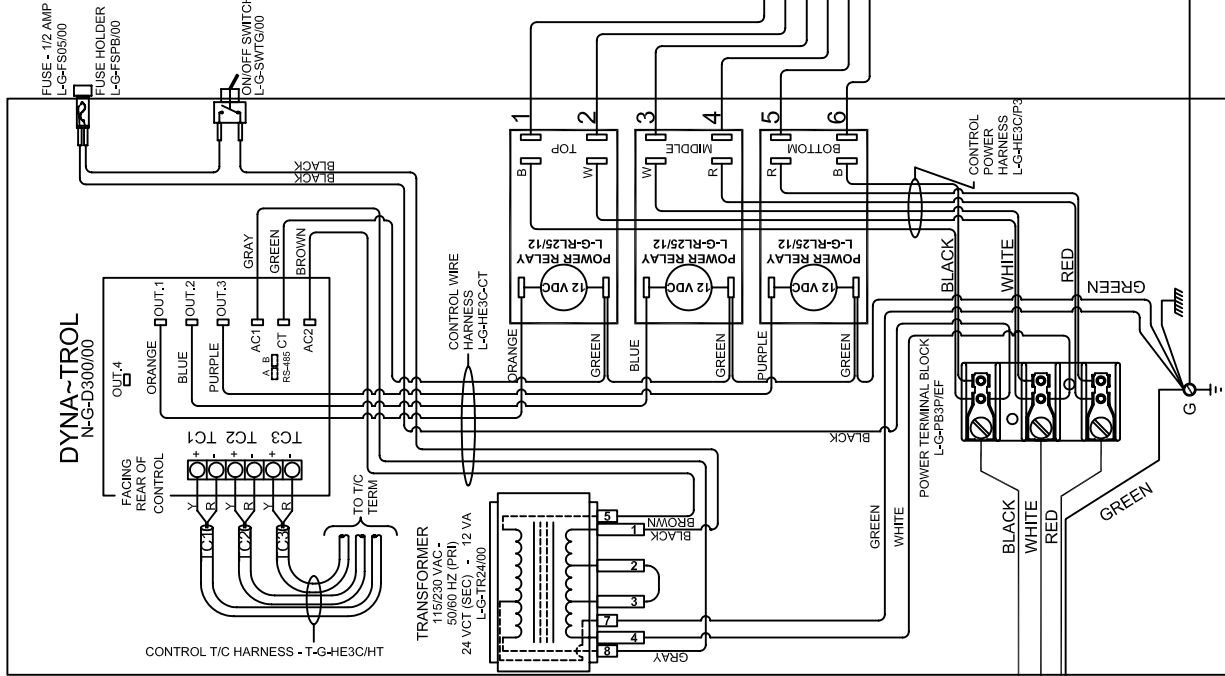 FUSE - 1/2 AMP
L-G-FS05/00
FUSE HOLDER
L-G-FSPB/00
ON/OFF SWITCH
L-G-SWTG/00
BLACK
BLACK
DYNA~TROL
N-G-D300/00
OUT.4
OUT.1
OUT.2
OUT.3
ORANGE
BLUE
PURPLE
GRAY
GREEN
BROWN
AC1
CT
AC2
A B
RS-485
TC1 TC2 TC3
+ - + - + -
Y R Y R Y R
C1
C2
C3
FACING
REAR OF
CONTROL
TO T/C
TERM
CONTROL T/C HARNESS - T-G-HE3C/HT
CONTROL WIRE
HARNESS
L-G-HE3C-CT
TRANSFORMER
115/230 VAC -
50/60 HZ (PRI)
24 VCT (SEC) - 12 VA
L-G-TR24/00
5
1
2
3
7
4
8
BROWN
BLACK
GRAY
1 2 3 4 5 6
TOP
MIDDLE
BOTTOM
B W W R R B
POWER RELAY
L-G-RL25/12
12 VDC
POWER RELAY
L-G-RL25/12
12 VDC
POWER RELAY
L-G-RL25/12
12 VDC
ORANGE
GREEN
BLUE
GREEN
PURPLE
GREEN
BLACK
CONTROL
POWER
HARNESS
L-G-HE3C/P3
BLACK
WHITE
RED
GREEN
POWER TERMINAL BLOCK
L-G-PB3P/EF
GREEN
WHITE
BLACK
WHITE
RED
GREEN
G